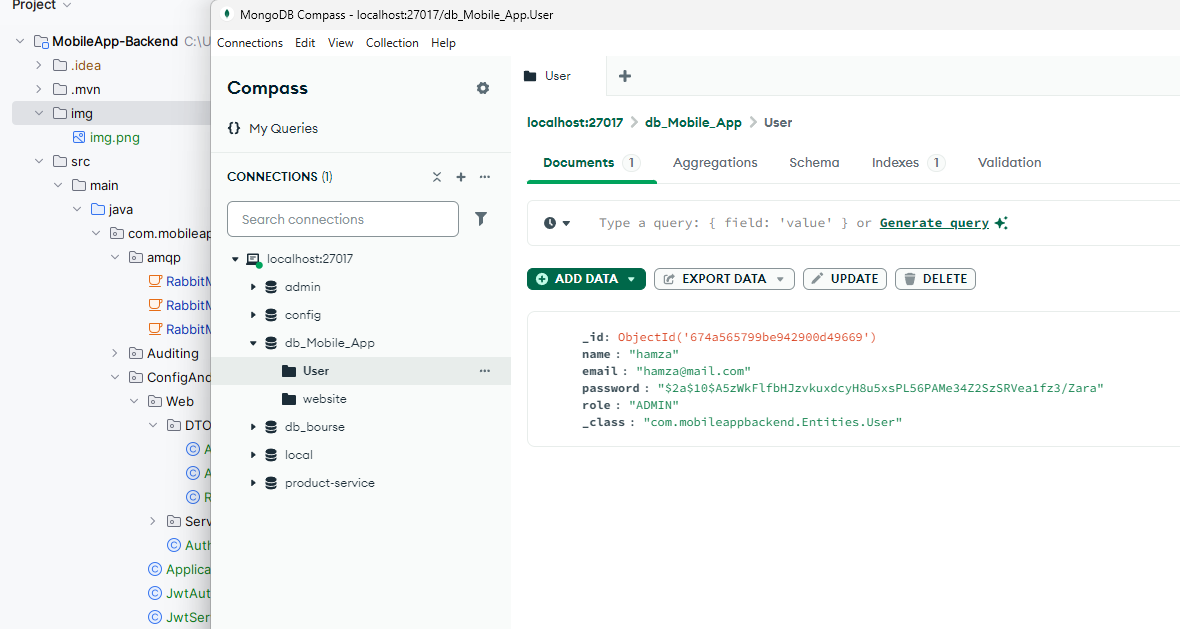 Project
MobileApp-Backend C:\U
.idea
.mvn
img
img.png
src
main
java
com.mobileap
amqp
RabbitM
RabbitM
RabbitM
Auditing
ConfigAnd
Web
DTO
A
A
R
Serv
Auth
Applica
JwtAut
JwtSer
MongoDB Compass - localhost:27017/db_Mobile_App.User
Connections Edit View Collection Help
Compass
{} My Queries
CONNECTIONS (1)
Search connections
localhost:27017
admin
config
db_Mobile_App
User
website
db_bourse
local
product-service
User
localhost:27017 > db_Mobile_App > User
Documents 1 Aggregations Schema Indexes 1 Validation
Type a query: { field: 'value' } or Generate query
ADD DATA EXPORT DATA UPDATE DELETE
_id: ObjectId('674a565799be942900d49669')
name : "hamza"
email : "hamza@mail.com"
password : "$2a$10$A5zWkFlfbHJzvkuxdcyH8u5xsPL56PAMe34Z2SzSRVea1fz3/Zara"
role : "ADMIN"
_class : "com.mobileappbackend.Entities.User"